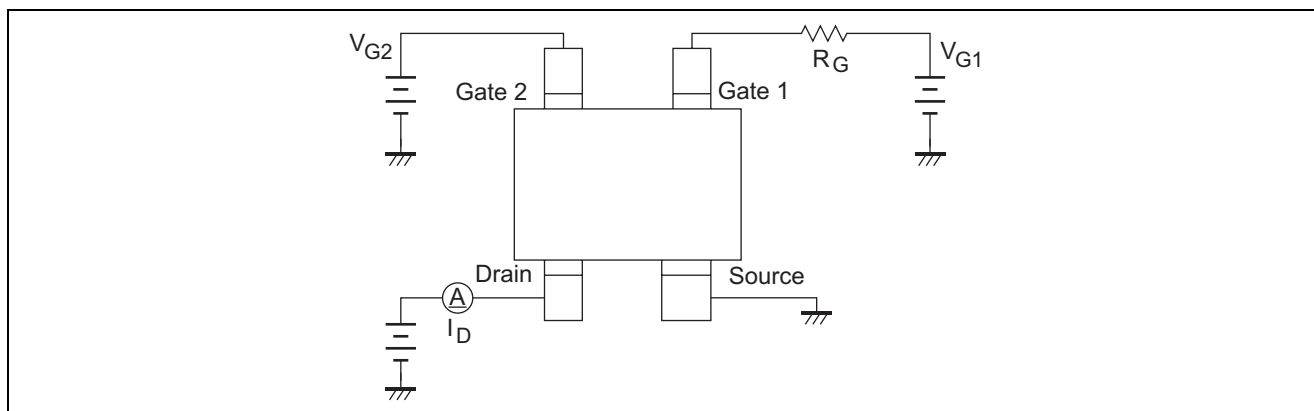 VG2
Gate 2
Gate 1
RG
VG1
Drain
Source
A
ID